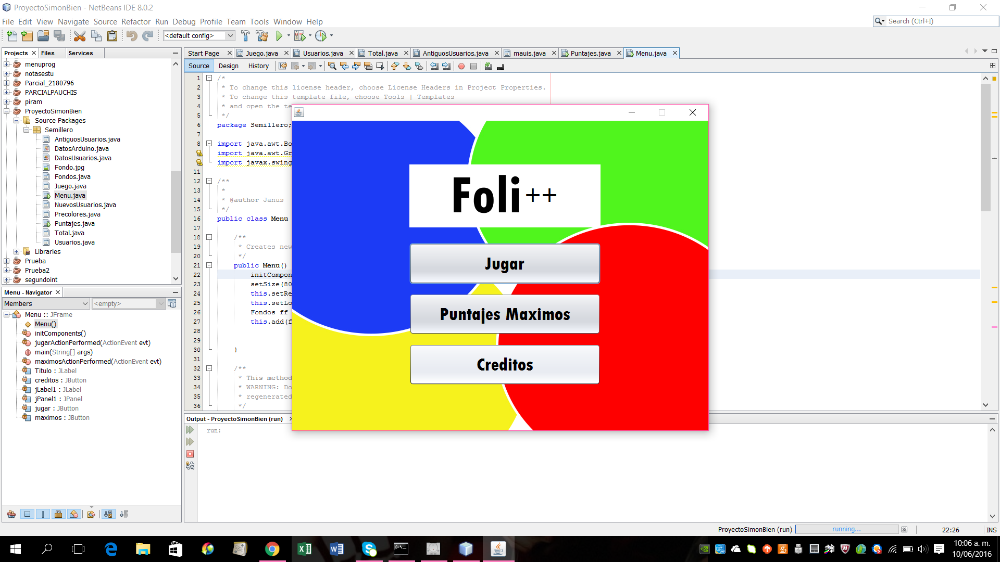 ProyectoSimonBien - NetBeans IDE 8.0.2
File Edit View Navigate Source Refactor Run Debug Profile Team Tools Window Help
Search (Ctrl+I)
<default config>
Projects Files Services
menuprog
notasestu
Parcial_2180796
PARCIALPAUCHIS
piram
ProyectoSimonBien
Source Packages
Semillero
AntiguosUsuarios.java
DatosArduino.java
DatosUsuarios.java
Fondo.jpg
Fondos.java
Juego.java
Menu.java
NuevosUsuarios.java
Precolores.java
Puntajes.java
Total.java
Usuarios.java
Libraries
Prueba
Prueba2
segundoint
Menu - Navigator
Members <empty>
Menu :: JFrame
Menu()
initComponents()
jugarActionPerformed(ActionEvent evt)
main(String[] args)
maximosActionPerformed(ActionEvent evt)
Titulo : JLabel
creditos : JButton
jLabel1 : JLabel
jPanel1 : JPanel
jugar : JButton
maximos : JButton
Start Page Juego.java Usuarios.java Total.java AntiguosUsuarios.java mauis.java Puntajes.java Menu.java
Source Design History
1 /*
2 * To change this license header, choose License Headers in Project Properties.
3 * To change this template file, choose Tools | Templates
4 * and open the te
5 */
6 package Semillero;
7
8 import java.awt.Bo
import java.awt.Gr
import javax.swing
11
12 /**
13 *
14 * @author Janus
15 */
16 public class Menu
17
18 /**
19 * Creates new
20 */
21 public Menu()
22 initCompon
23 setSize(80
24 this.setRe
25 this.setLo
26 Fondos ff
27 this.add(f
28
29
30 }
31
32 /**
33 * This method
34 * WARNING: Do
35 * regenerated
36 */
Foli++
Jugar
Puntajes Maximos
Creditos
Output - ProyectoSimonBien (run)
run:
ProyectoSimonBien (run) running... 22:26 INS
10:06 a. m.
10/06/2016